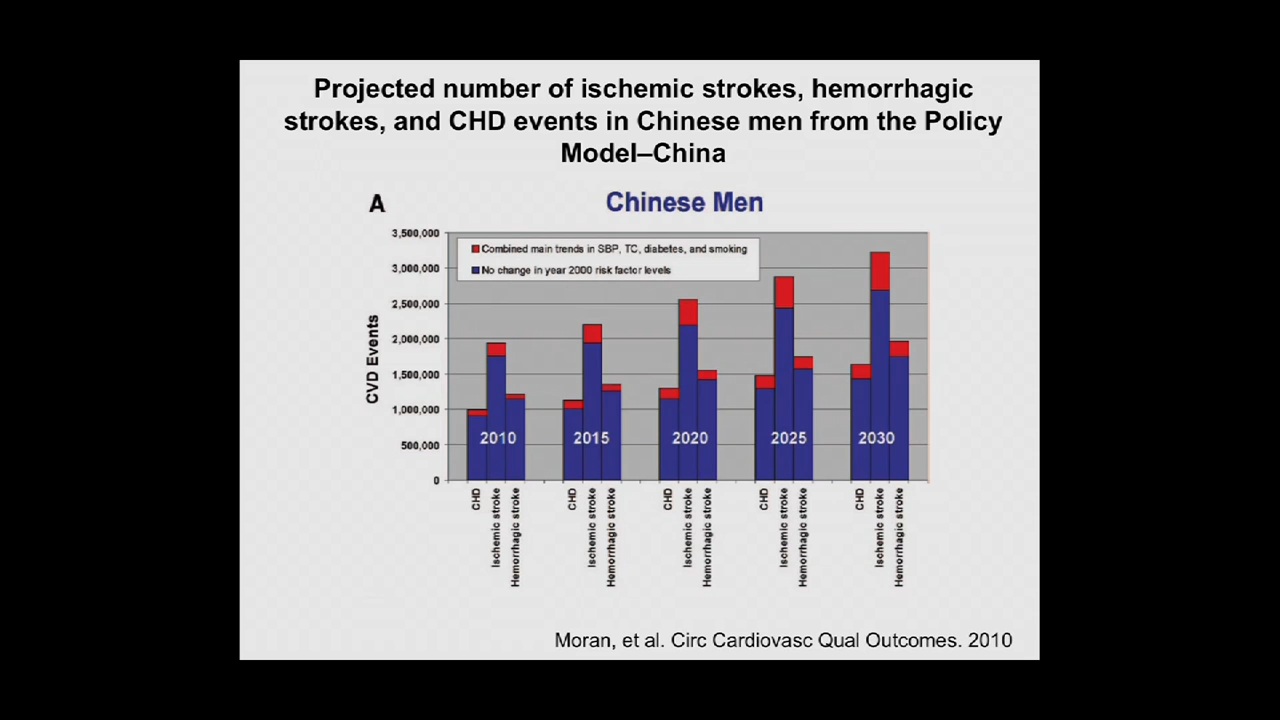 Projected number of ischemic strokes, hemorrhagic
strokes, and CHD events in Chinese men from the Policy
Model–China
A
Chinese Men
CVD Events
3,500,000
3,000,000
2,500,000
2,000,000
1,500,000
1,000,000
500,000
0
Combined main trends in SBP, TC, diabetes, and smoking
No change in year 2000 risk factor levels
2010
2015
2020
2025
2030
CHD
Ischemic stroke
Hemorrhagic stroke
CHD
Ischemic stroke
Hemorrhagic stroke
CHD
Ischemic stroke
Hemorrhagic stroke
CHD
Ischemic stroke
Hemorrhagic stroke
CHD
Ischemic stroke
Hemorrhagic stroke
Moran, et al. Circ Cardiovasc Qual Outcomes. 2010